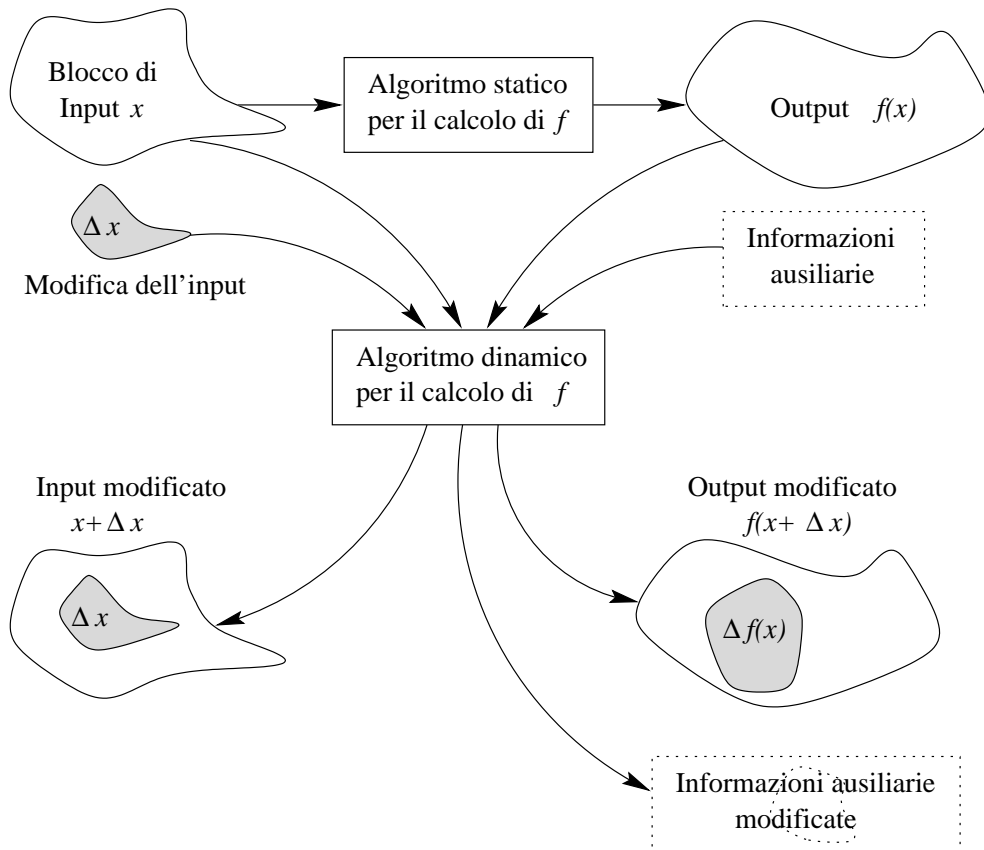 Blocco di
Input x
Algoritmo statico
per il calcolo di f
Output f(x)
Δ x
Modifica dell'input
Informazioni
ausiliarie
Algoritmo dinamico
per il calcolo di f
Input modificato
x+ Δ x
Δ x
Output modificato
f(x+ Δ x)
Δ f(x)
Informazioni ausiliarie
modificate